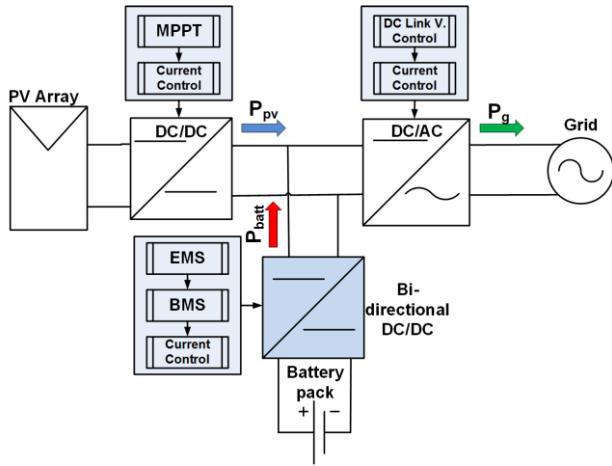 MPPT
Current
Control
DC Link V.
Control
Current
Control
PV Array
DC/DC
Ppv
DC/AC
Pg
Grid
Pbatt
EMS
BMS
Current
Control
Bi-
directional
DC/DC
Battery
pack
+ −